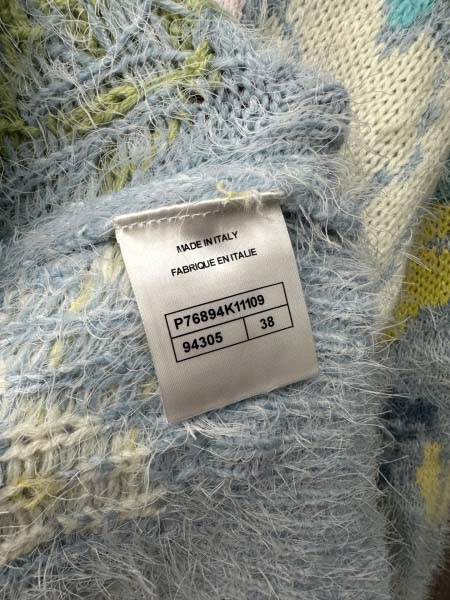 MADE IN ITALY
FABRIQUE EN ITALIE
P76894K11109
94305 38